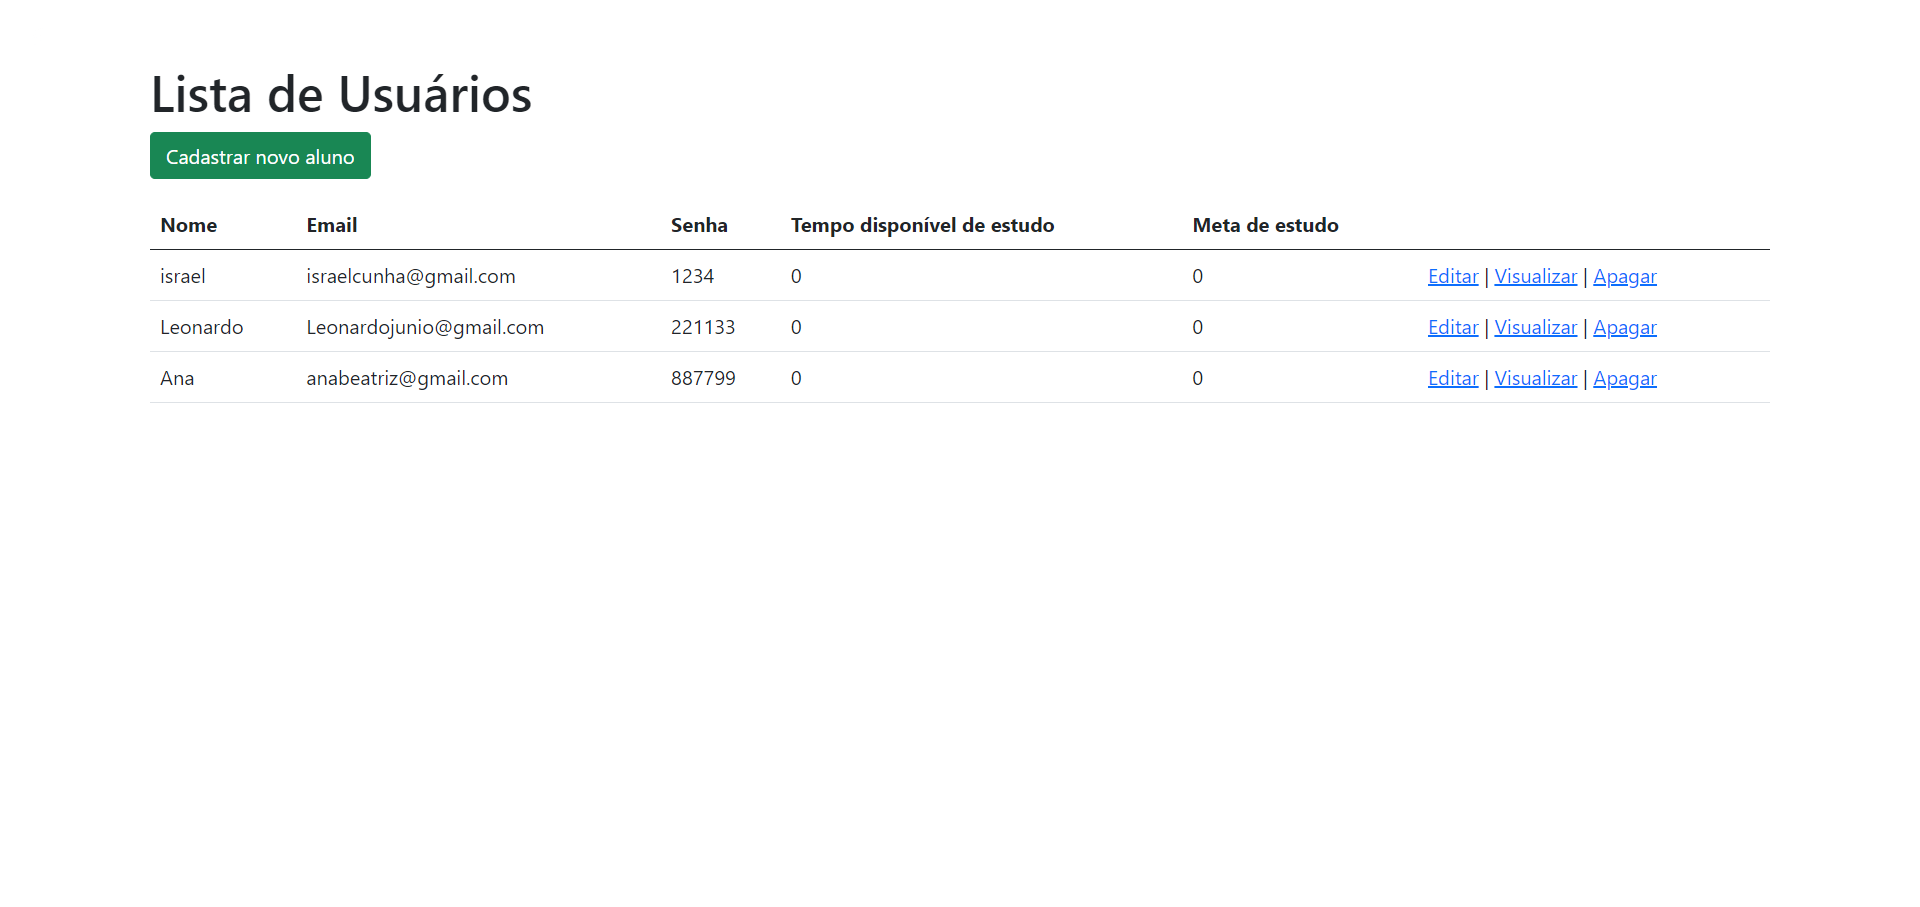 Lista de Usuários
Cadastrar novo aluno
Nome Email Senha Tempo disponível de estudo Meta de estudo
israel israelcunha@gmail.com 1234 0 0 Editar | Visualizar | Apagar
Leonardo Leonardojunio@gmail.com 221133 0 0 Editar | Visualizar | Apagar
Ana anabeatriz@gmail.com 887799 0 0 Editar | Visualizar | Apagar